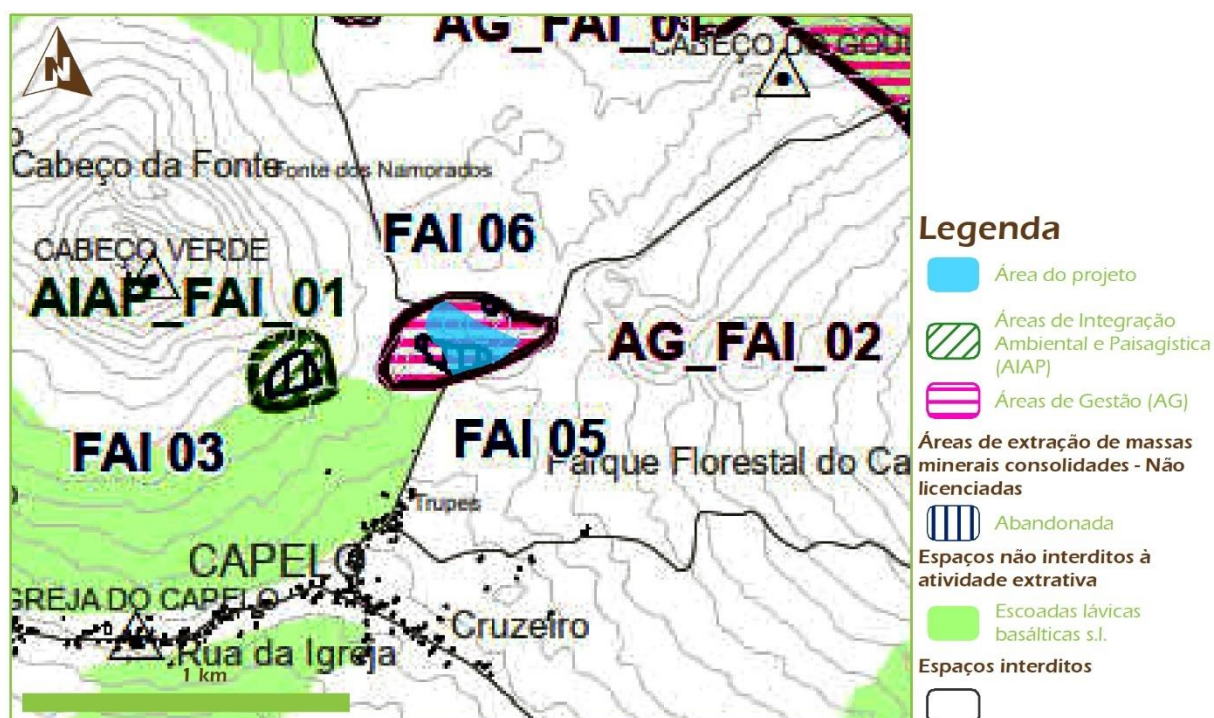 AG_FAI_01
CABEÇO DO
N
Cabeço da Fonte
Fonte dos Namorados
FAI 06
CABEÇO VERDE
AIAP_FAI_01
AG_FAI_02
FAI 03
FAI 05
Parque Florestal do Ca
Trupes
CAPELO
GREJA DO CAPELO
Cruzeiro
Rua da Igreja
1 km
Legenda
Área do projeto
Áreas de Integração
Ambiental e Paisagística
(AIAP)
Áreas de Gestão (AG)
Áreas de extração de massas
minerais consolidades - Não
licenciadas
Abandonada
Espaços não interditos à
atividade extrativa
Escoadas lávicas
basálticas s.l.
Espaços interditos